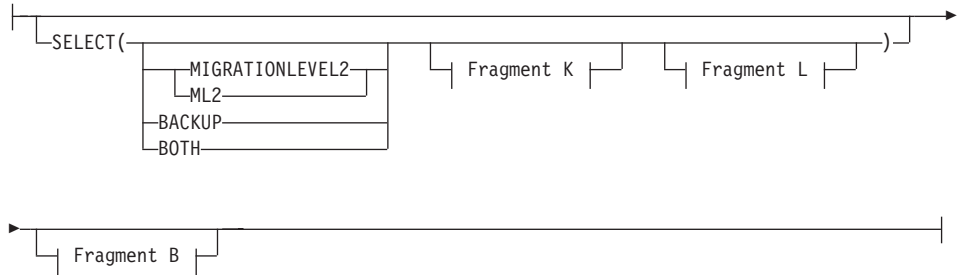 SELECT( Fragment K Fragment L )
MIGRATIONLEVEL2
ML2
BACKUP
BOTH
Fragment B